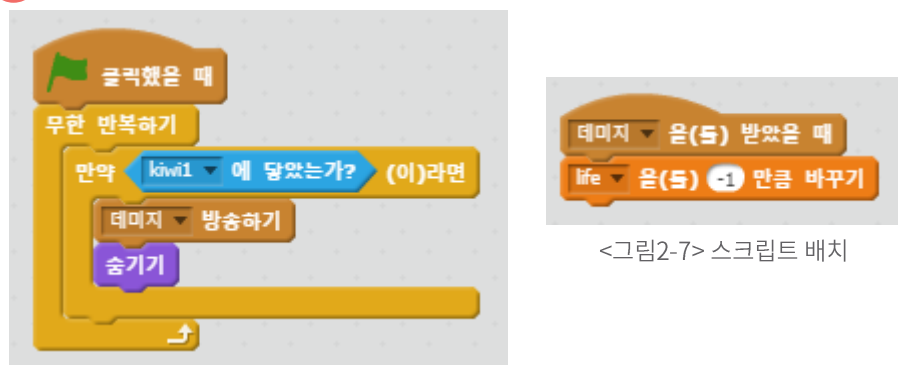 클릭했을 때
무한 반복하기
만약 kiwi1 에 닿았는가? (이)라면
데미지 방송하기
숨기기
데미지 을(를) 받았을 때
life 을(를) -1 만큼 바꾸기
<그림2-7> 스크립트 배치